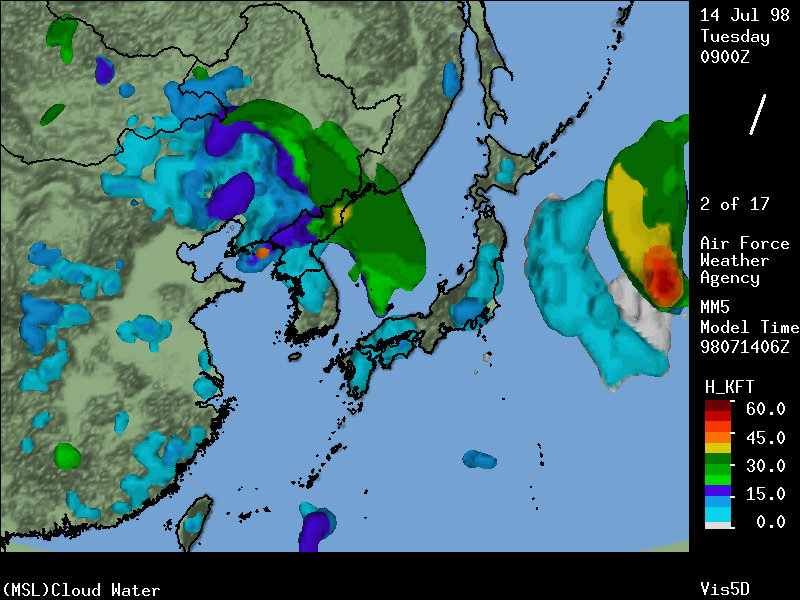 14 Jul 98
Tuesday
0900Z
2 of 17
Air Force
Weather
Agency
MM5
Model Time
98071406Z
H_KFT
60.0
45.0
30.0
15.0
0.0
(MSL)Cloud Water
Vis5D